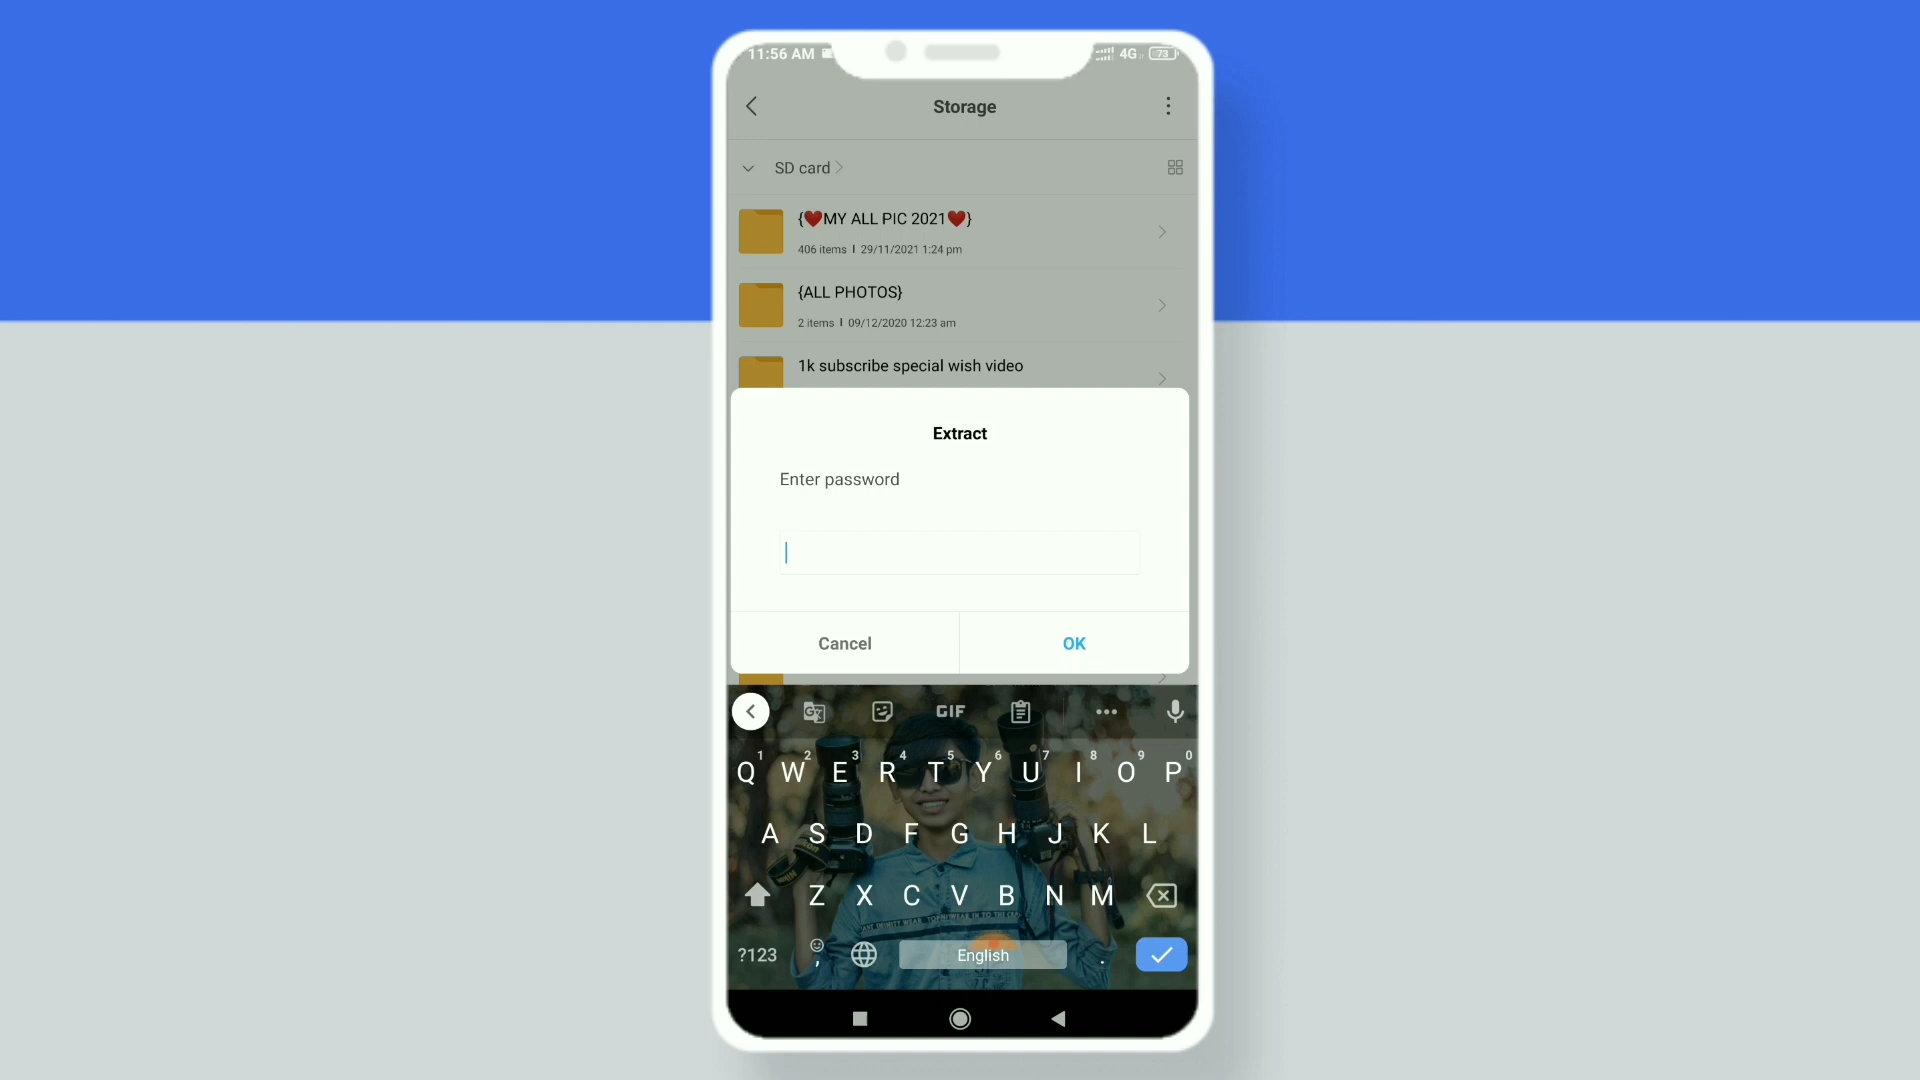 11:56 AM 4G 73
Storage
SD card
{❤️MY ALL PIC 2021❤️}
406 items | 29/11/2021 1:24 pm
{ALL PHOTOS}
2 items | 09/12/2020 12:23 am
1k subscribe special wish video
Extract
Enter password
Cancel OK
GIF
1 2 3 4 5 6 7 8 9 0
Q W E R T Y U I O P
A S D F G H J K L
Z X C V B N M
?123 , English .